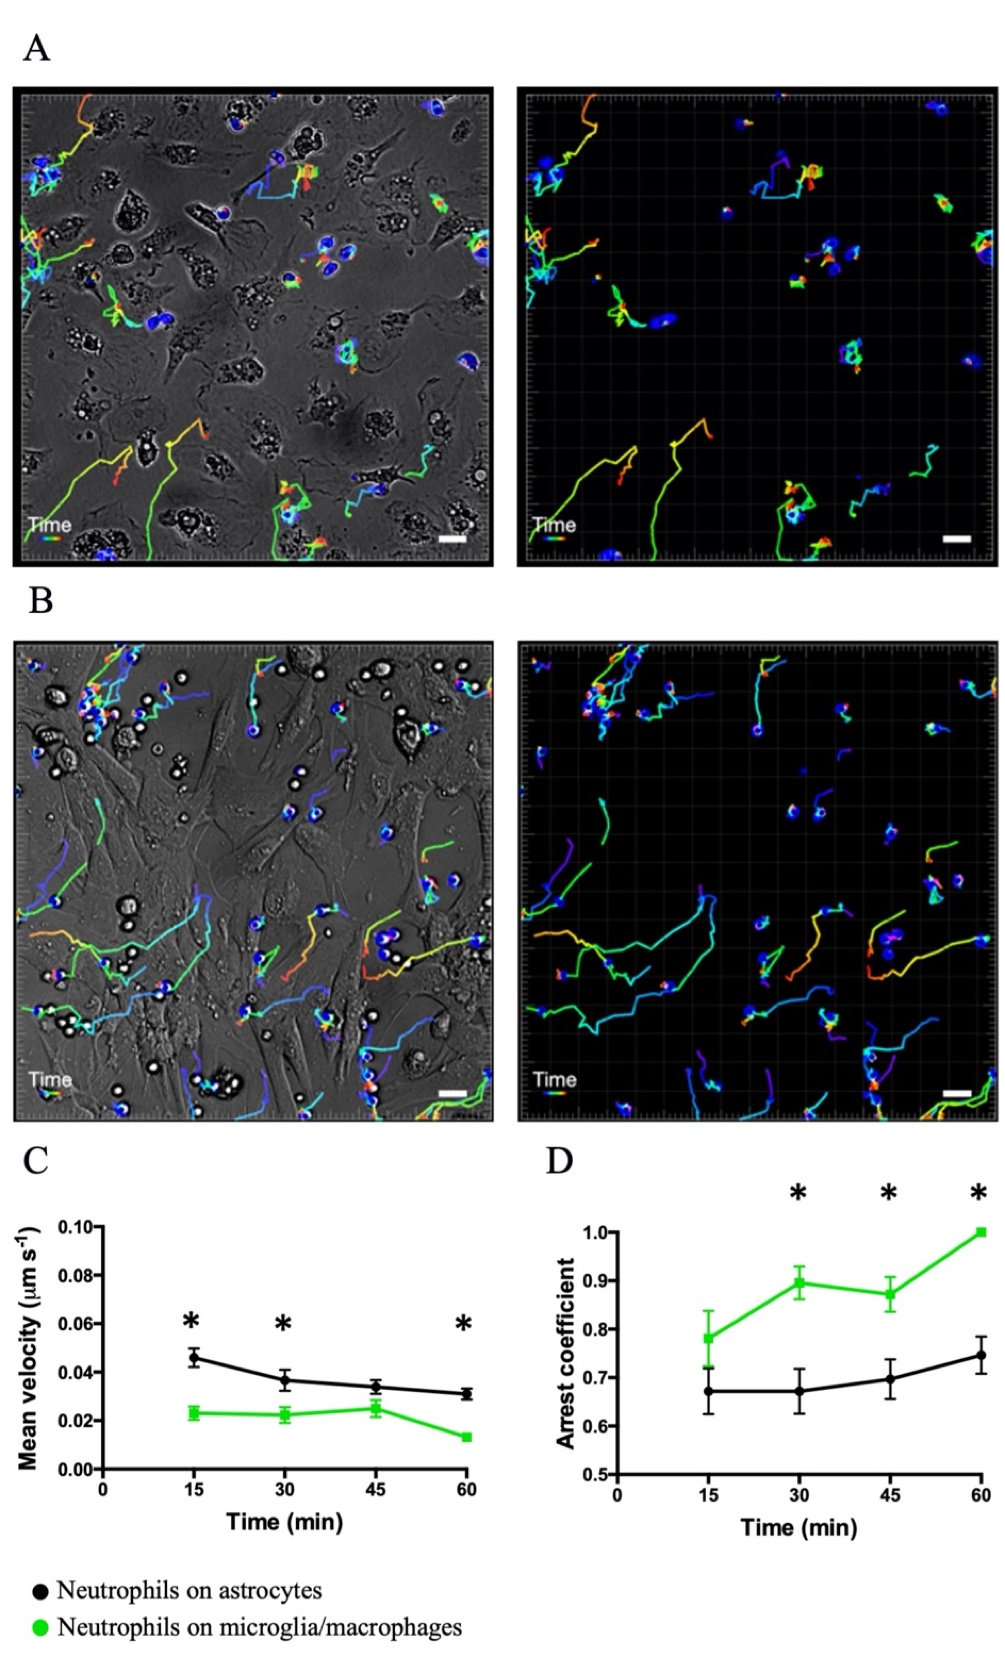 A
Time
Time
B
Time
Time
C
D
* * *
* * *
Mean velocity (μm s-1)
0.10
0.08
0.06
0.04
0.02
0.00
0 15 30 45 60
Time (min)
Arrest coefficient
1.0
0.9
0.8
0.7
0.6
0.5
0 15 30 45 60
Time (min)
Neutrophils on astrocytes
Neutrophils on microglia/macrophages